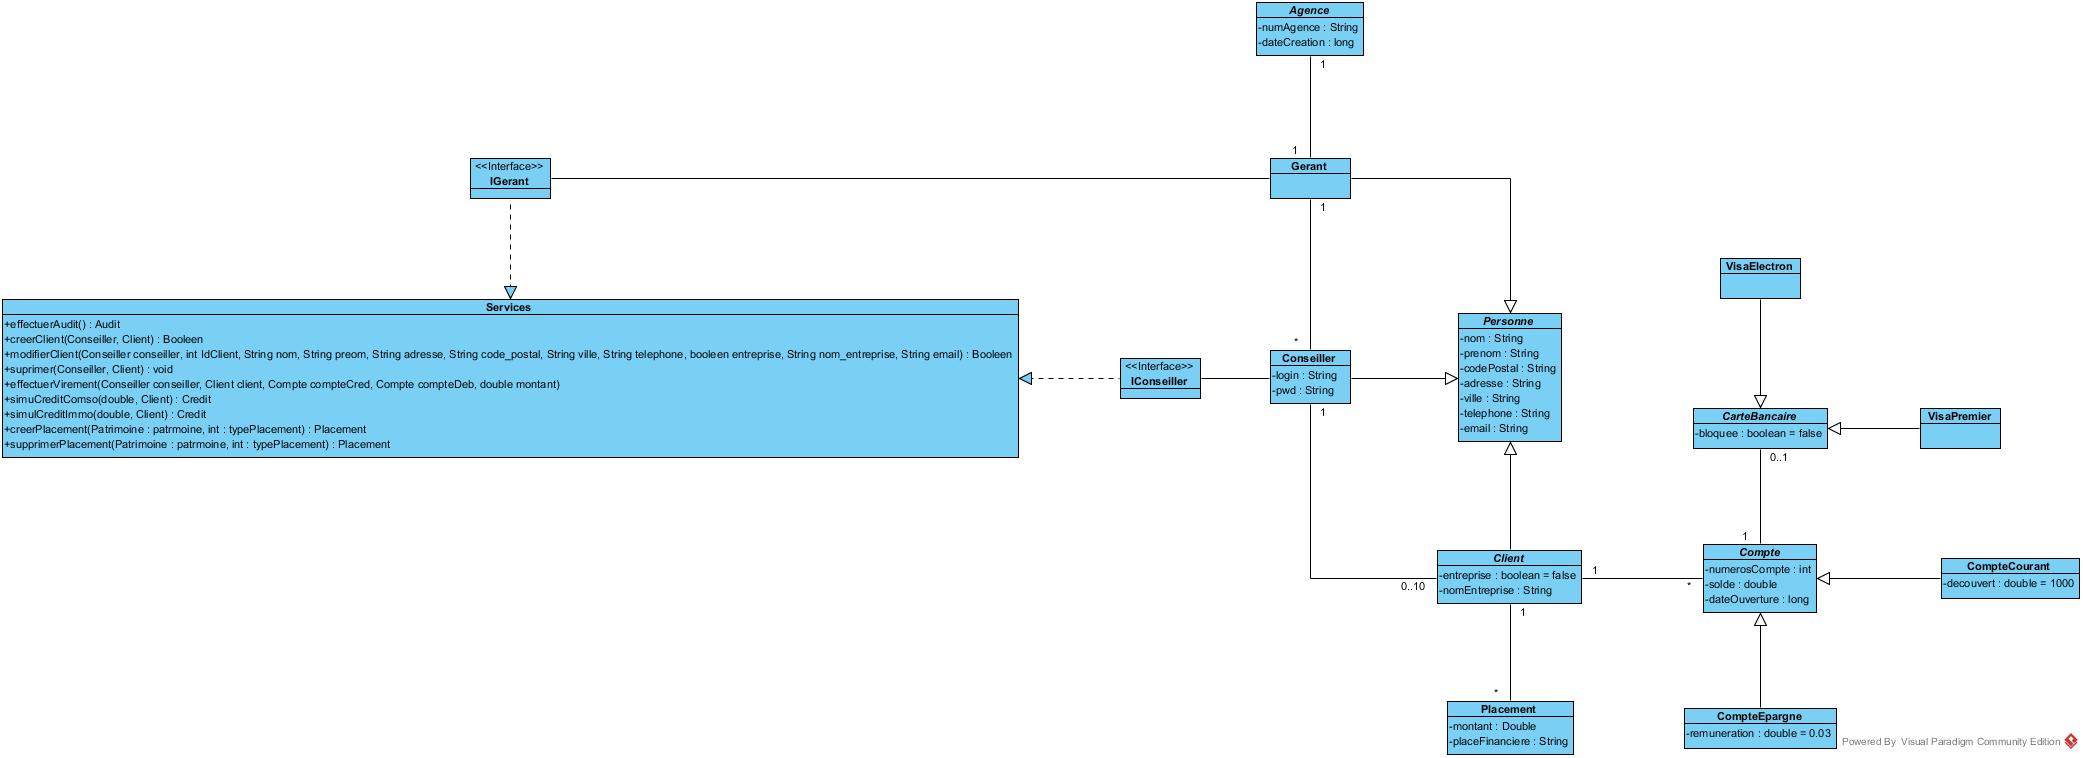 Agence
-numAgence : String
-dateCreation : long
1
1
<<Interface>>
IGerant
Gerant
1
VisaElectron
Services
+effectuerAudit() : Audit
+creerClient(Conseiller, Client) : Booleen
+modifierClient(Conseiller conseiller, int IdClient, String nom, String preom, String adresse, String code_postal, String ville, String telephone, booleen entreprise, String nom_entreprise, String email) : Booleen
+suprimer(Conseiller, Client) : void
+effectuerVirement(Conseiller conseiller, Client client, Compte compteCred, Compte compteDeb, double montant)
+simuCreditComso(double, Client) : Credit
+simulCreditImmo(double, Client) : Credit
+creerPlacement(Patrimoine : patrmoine, int : typePlacement) : Placement
+supprimerPlacement(Patrimoine : patrmoine, int : typePlacement) : Placement
<<Interface>>
IConseiller
*
Conseiller
-login : String
-pwd : String
1
Personne
-nom : String
-prenom : String
-codePostal : String
-adresse : String
-ville : String
-telephone : String
-email : String
CarteBancaire
-bloquee : boolean = false
0..1
VisaPremier
1
Client
-entreprise : boolean = false
-nomEntreprise : String
0..10
1
*
1
Compte
-numerosCompte : int
-solde : double
-dateOuverture : long
CompteCourant
-decouvert : double = 1000
*
Placement
-montant : Double
-placeFinanciere : String
CompteEpargne
-remuneration : double = 0.03
Powered By Visual Paradigm Community Edition